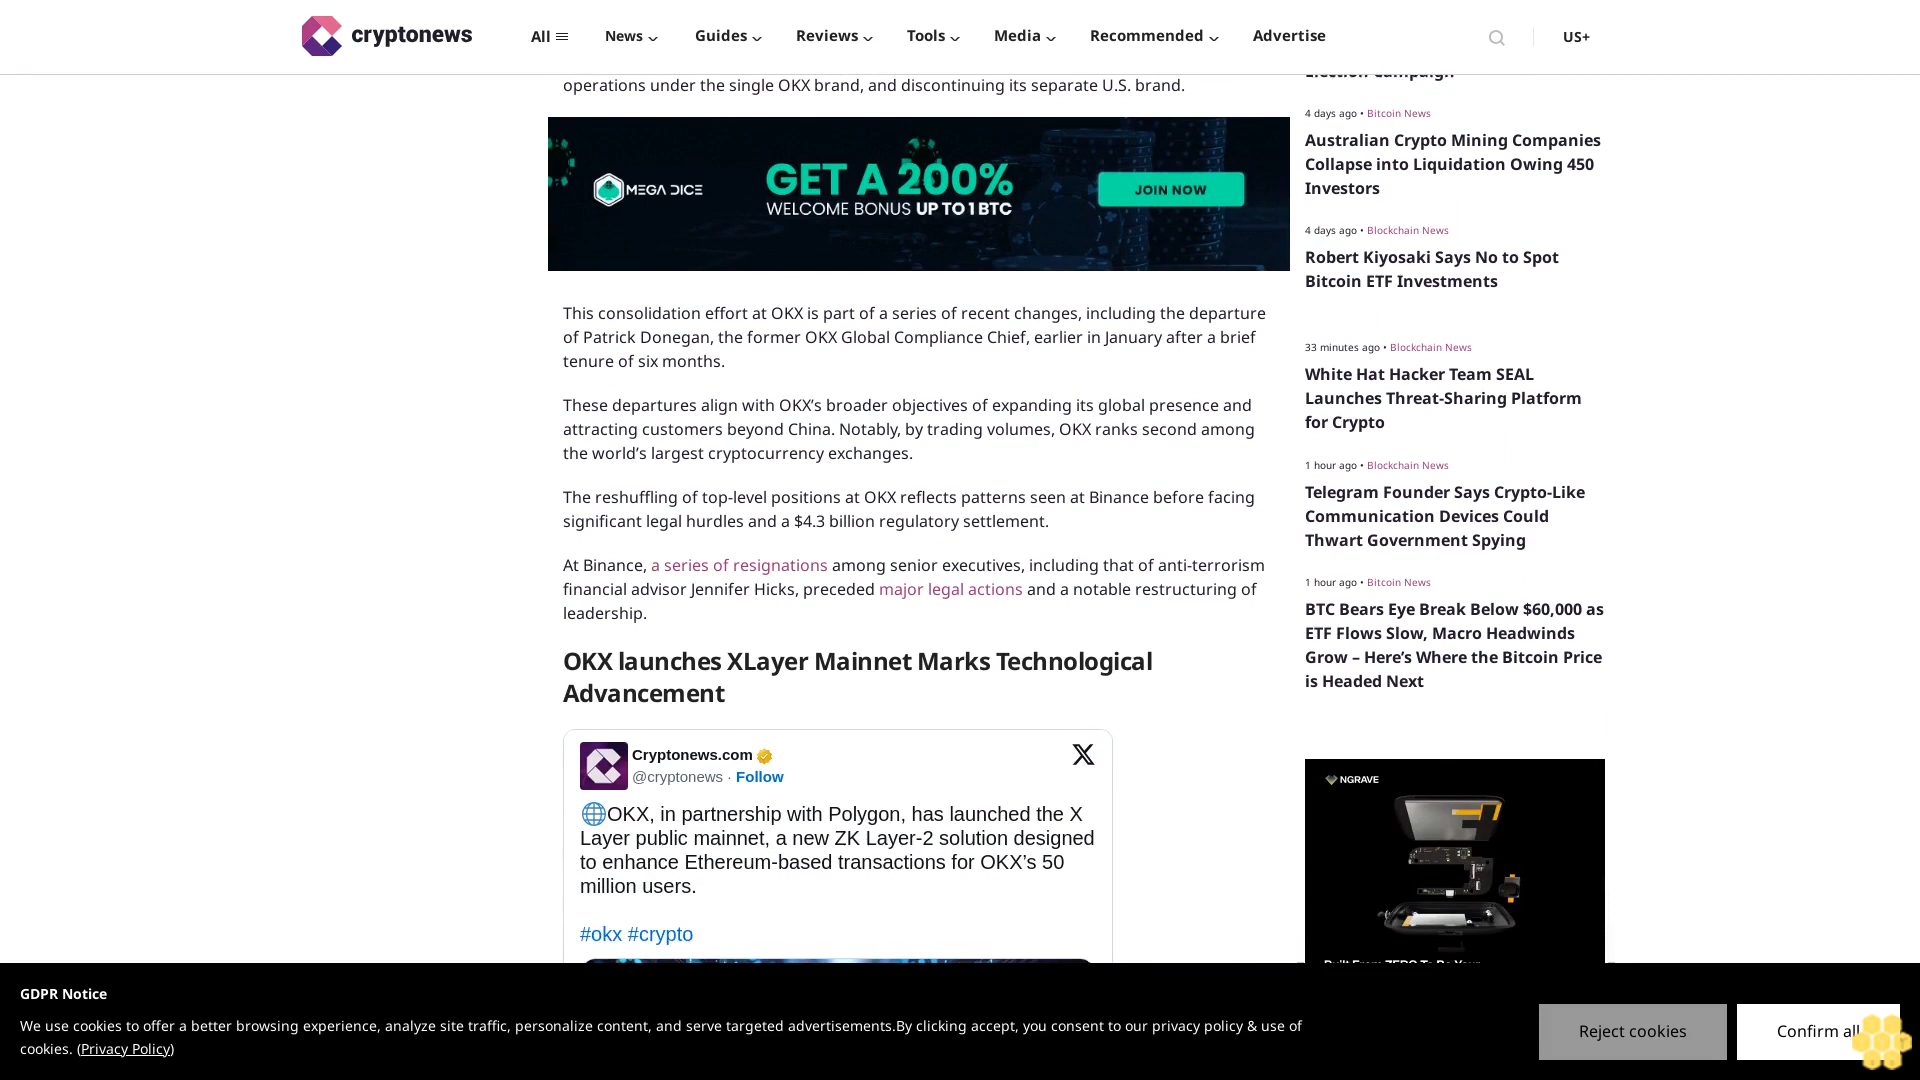 cryptonews
All
News
Guides
Reviews
Tools
Media
Recommended
Advertise
US+
operations under the single OKX brand, and discontinuing its separate U.S. brand.
MEGA DICE
GET A 200%
WELCOME BONUS UP TO 1 BTC
JOIN NOW
This consolidation effort at OKX is part of a series of recent changes, including the departure
of Patrick Donegan, the former OKX Global Compliance Chief, earlier in January after a brief
tenure of six months.
These departures align with OKX’s broader objectives of expanding its global presence and
attracting customers beyond China. Notably, by trading volumes, OKX ranks second among
the world’s largest cryptocurrency exchanges.
The reshuffling of top-level positions at OKX reflects patterns seen at Binance before facing
significant legal hurdles and a $4.3 billion regulatory settlement.
At Binance, a series of resignations among senior executives, including that of anti-terrorism
financial advisor Jennifer Hicks, preceded major legal actions and a notable restructuring of
leadership.
OKX launches XLayer Mainnet Marks Technological
Advancement
Cryptonews.com
@cryptonews · Follow
OKX, in partnership with Polygon, has launched the X
Layer public mainnet, a new ZK Layer-2 solution designed
to enhance Ethereum-based transactions for OKX’s 50
million users.
#okx #crypto
Election Campaign
4 days ago • Bitcoin News
Australian Crypto Mining Companies
Collapse into Liquidation Owing 450
Investors
4 days ago • Blockchain News
Robert Kiyosaki Says No to Spot
Bitcoin ETF Investments
33 minutes ago • Blockchain News
White Hat Hacker Team SEAL
Launches Threat-Sharing Platform
for Crypto
1 hour ago • Blockchain News
Telegram Founder Says Crypto-Like
Communication Devices Could
Thwart Government Spying
1 hour ago • Bitcoin News
BTC Bears Eye Break Below $60,000 as
ETF Flows Slow, Macro Headwinds
Grow – Here’s Where the Bitcoin Price
is Headed Next
NGRAVE
Built From ZERO To Be Your
GDPR Notice
We use cookies to offer a better browsing experience, analyze site traffic, personalize content, and serve targeted advertisements.By clicking accept, you consent to our privacy policy & use of
cookies. (Privacy Policy)
Reject cookies
Confirm all